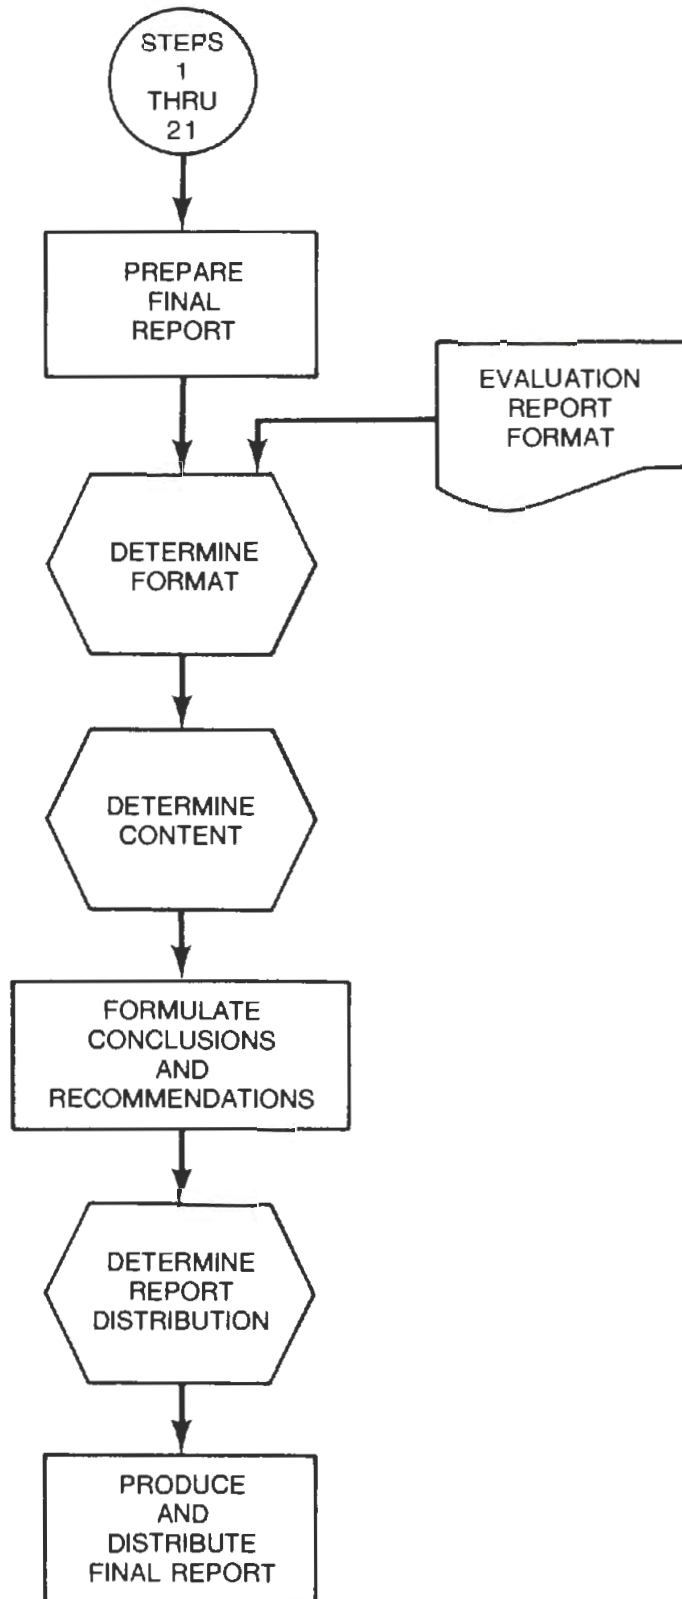 STEPS
1
THRU
21
PREPARE
FINAL
REPORT
EVALUATION
REPORT
FORMAT
DETERMINE
FORMAT
DETERMINE
CONTENT
FORMULATE
CONCLUSIONS
AND
RECOMMENDATIONS
DETERMINE
REPORT
DISTRIBUTION
PRODUCE
AND
DISTRIBUTE
FINAL REPORT